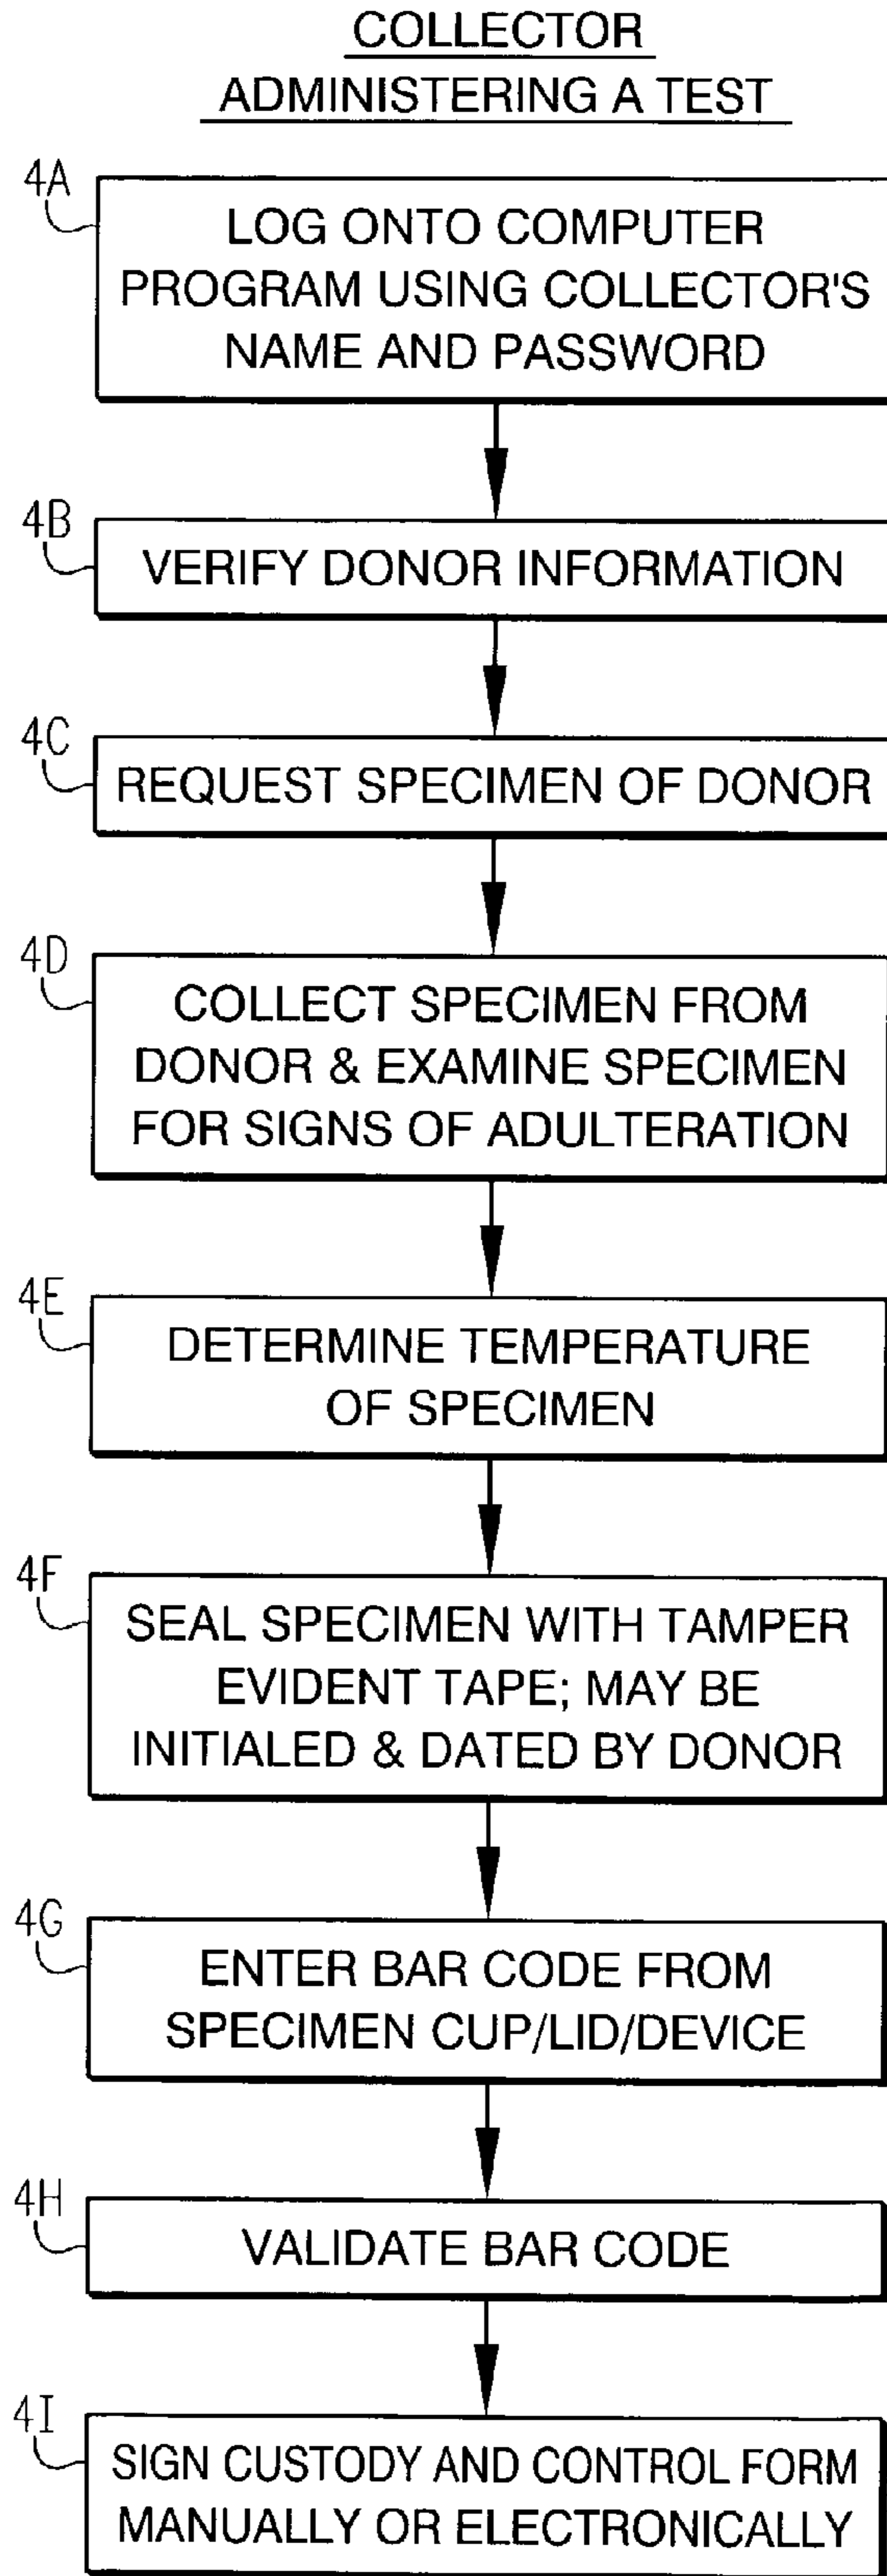 COLLECTOR
ADMINISTERING A TEST
4A
LOG ONTO COMPUTER
PROGRAM USING COLLECTOR'S
NAME AND PASSWORD
4B
VERIFY DONOR INFORMATION
4C
REQUEST SPECIMEN OF DONOR
4D
COLLECT SPECIMEN FROM
DONOR & EXAMINE SPECIMEN
FOR SIGNS OF ADULTERATION
4E
DETERMINE TEMPERATURE
OF SPECIMEN
4F
SEAL SPECIMEN WITH TAMPER
EVIDENT TAPE; MAY BE
INITIALED & DATED BY DONOR
4G
ENTER BAR CODE FROM
SPECIMEN CUP/LID/DEVICE
4H
VALIDATE BAR CODE
4I
SIGN CUSTODY AND CONTROL FORM
MANUALLY OR ELECTRONICALLY